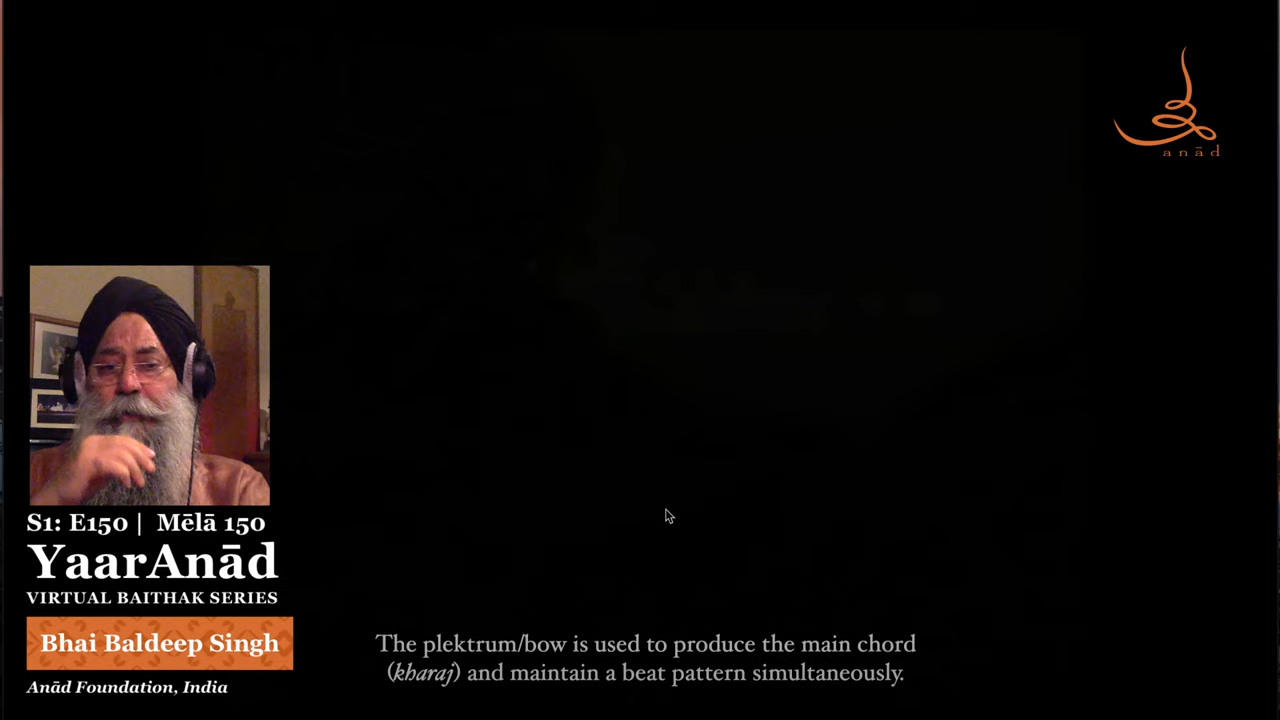 anād
S1: E150 | Mēlā 150
YaarAnād
VIRTUAL BAITHAK SERIES
Bhai Baldeep Singh
Anād Foundation, India
The plektrum/bow is used to produce the main chord
(kharaj) and maintain a beat pattern simultaneously.